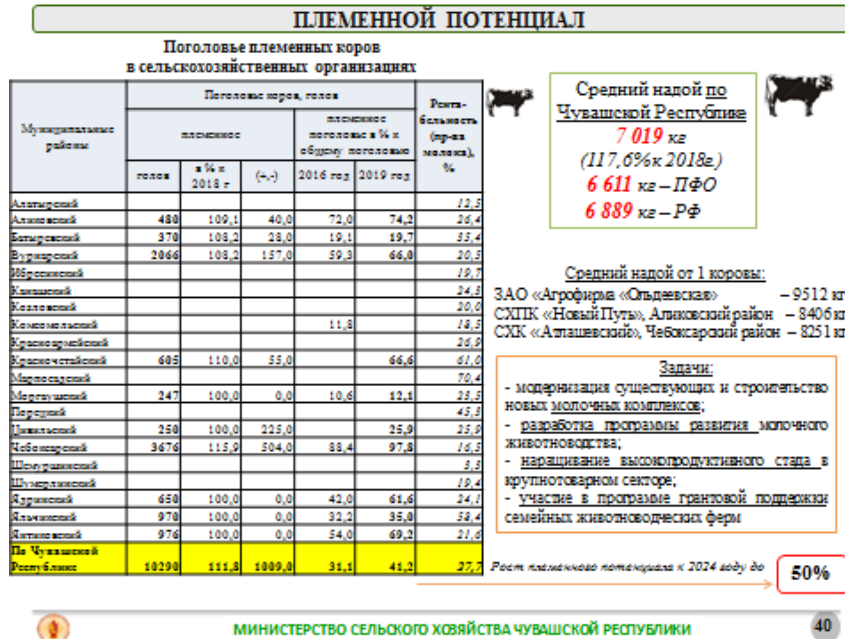 ПЛЕМЕННОЙ ПОТЕНЦИАЛ
Поголовье племенных коров
в сельскохозяйственных организациях
Муниципальные районы
Поголовье коров, голов
Рента-бельность (пр-ва молока), %
племенное
племенное поголовье в % к общему поголовью
голов
в % к 2018 г
(+,-)
2016 год
2019 год
Алатырский 12,5
Аликовский 480 109,1 40,0 72,0 74,2 26,4
Батыревский 370 108,2 28,0 19,1 19,7 55,4
Вурнарский 2066 108,2 157,0 59,3 66,0 20,5
Ибресинский 19,7
Канашский 24,3
Козловский 20,0
Комсомольский 11,8 18,5
Красноармейский 26,9
Красночетайский 605 110,0 55,0 66,6 61,0
Марпосадский 70,4
Моргаушский 247 100,0 0,0 10,6 12,1 25,5
Порецкий 45,5
Цивильский 250 100,0 225,0 25,9 25,9
Чебоксарский 3676 115,9 504,0 88,4 97,8 16,5
Шемуршинский 3,3
Шумерлинский 19,4
Ядринский 650 100,0 0,0 42,0 61,6 24,1
Яльчикский 970 100,0 0,0 32,2 35,0 58,4
Янтиковский 976 100,0 0,0 54,0 69,2 21,6
По Чувашской Республике 10290 111,8 1009,0 31,1 41,2 27,7
Средний надой по
Чувашской Республике
7 019 кг
(117,6% к 2018г.)
6 611 кг – ПФО
6 889 кг – РФ
Средний надой от 1 коровы:
ЗАО «Агрофирма «Ольдеевская» – 9512 кг
СХПК «Новый Путь», Аликовский район – 8406 кг
СХК «Атлашевский», Чебоксарский район – 8251 кг
Задачи:
- модернизация существующих и строительство
новых молочных комплексов;
- разработка программы развития молочного
животноводства;
- наращивание высокопродуктивного стада в
крупнотоварном секторе;
- участие в программе грантовой поддержки
семейных животноводческих ферм
Рост племенного потенциала к 2024 году до
50%
МИНИСТЕРСТВО СЕЛЬСКОГО ХОЗЯЙСТВА ЧУВАШСКОЙ РЕСПУБЛИКИ
40